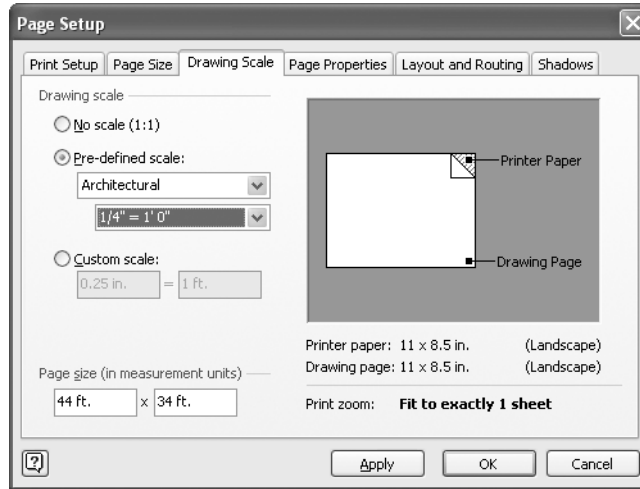 Page Setup
Print Setup Page Size Drawing Scale Page Properties Layout and Routing Shadows
Drawing scale
No scale (1:1)
Pre-defined scale:
Architectural
1/4" = 1' 0"
Custom scale:
0.25 in. = 1 ft.
Page size (in measurement units)
44 ft. x 34 ft.
Printer Paper
Drawing Page
Printer paper: 11 x 8.5 in. (Landscape)
Drawing page: 11 x 8.5 in. (Landscape)
Print zoom: Fit to exactly 1 sheet
?
Apply OK Cancel